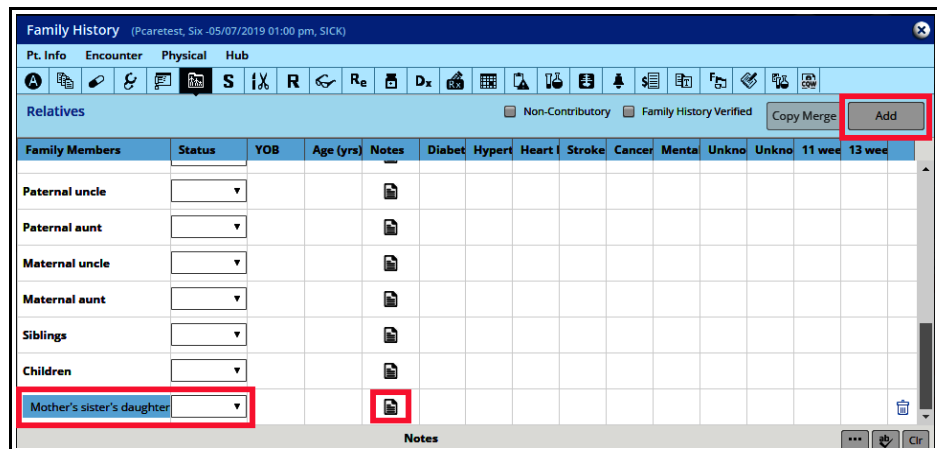 Family History (Pcaretest, Six -05/07/2019 01:00 pm, SICK)
Pt. Info Encounter Physical Hub
A S R Re Dx Rx
Relatives Non-Contributory Family History Verified Copy Merge Add
Family Members Status YOB Age (yrs) Notes Diabet Hypert Heart Stroke Cancer Menta Unkno Unkno 11 wee 13 wee
Paternal uncle
Paternal aunt
Maternal uncle
Maternal aunt
Siblings
Children
Mother's sister's daughter
Notes ... ab Clr